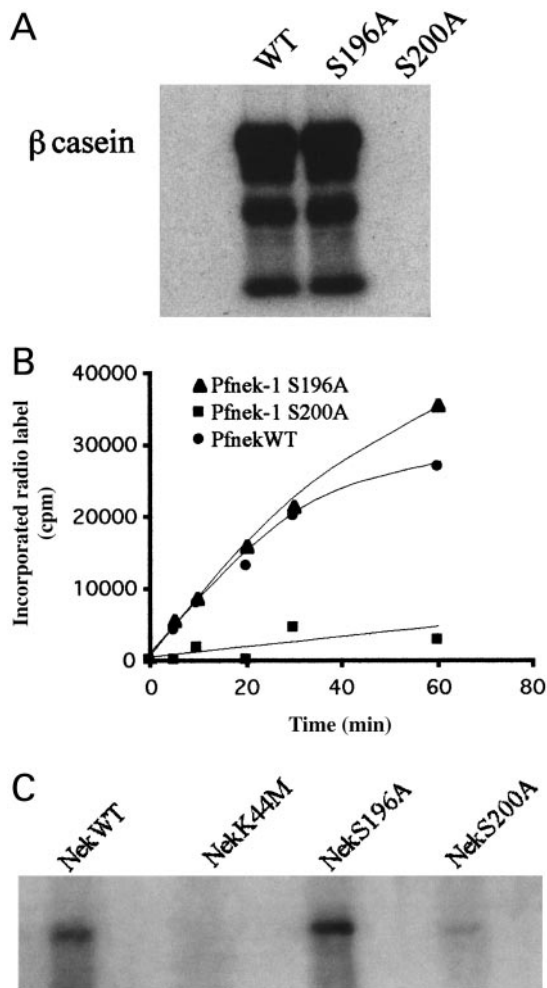 A
WT
S196A
S200A
β casein
B
40000
30000
20000
10000
0
Incorporated radio label
(cpm)
Pfnek-1 S196A
Pfnek-1 S200A
PfnekWT
0
20
40
60
80
Time (min)
C
NekWT
NekK44M
NekS196A
NekS200A